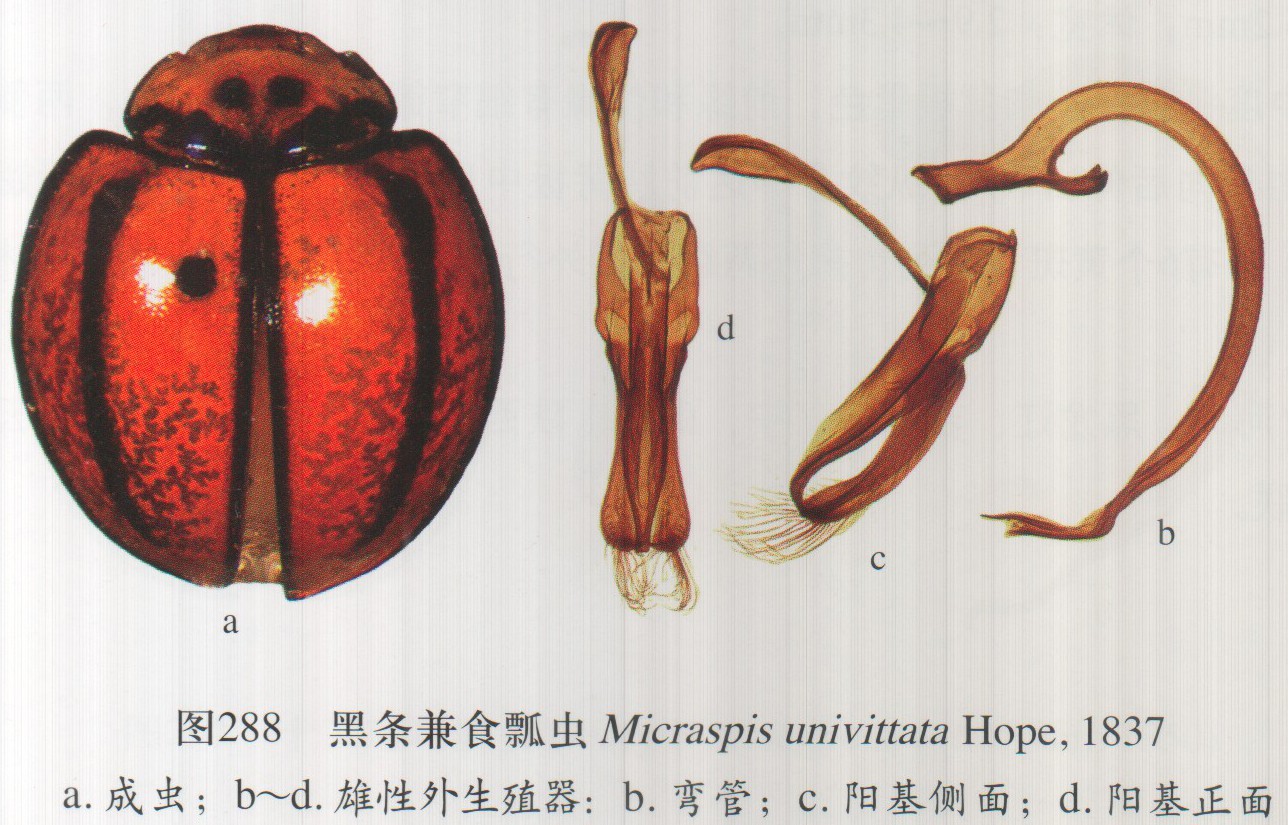 a
d
c
b
图288 黑条兼食瓢虫 Micraspis univittata Hope, 1837
a. 成虫；b~d. 雄性外生殖器：b. 弯管；c. 阳基侧面；d. 阳基正面